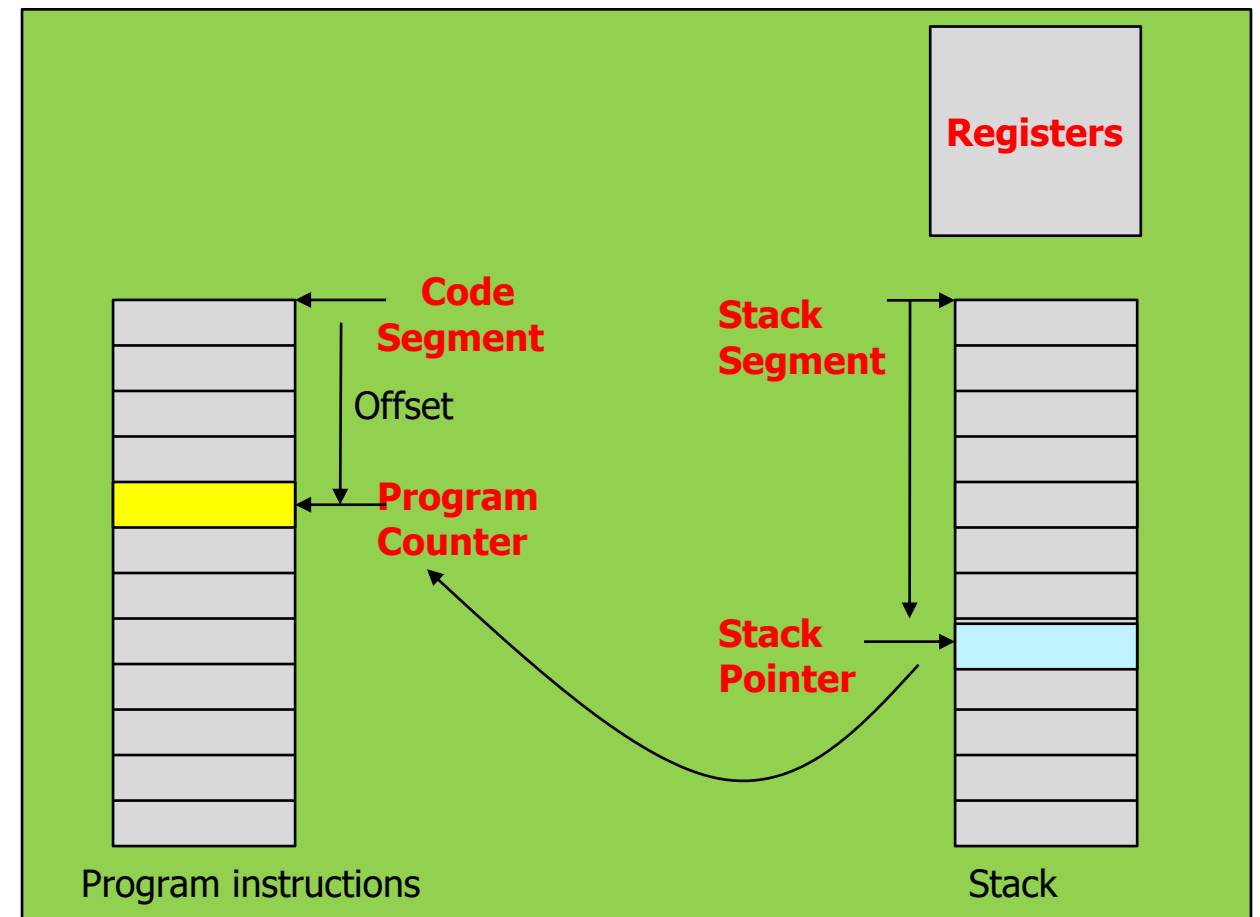 Registers
Code
Segment
Stack
Segment
Offset
Program
Counter
Stack
Pointer
Program instructions
Stack